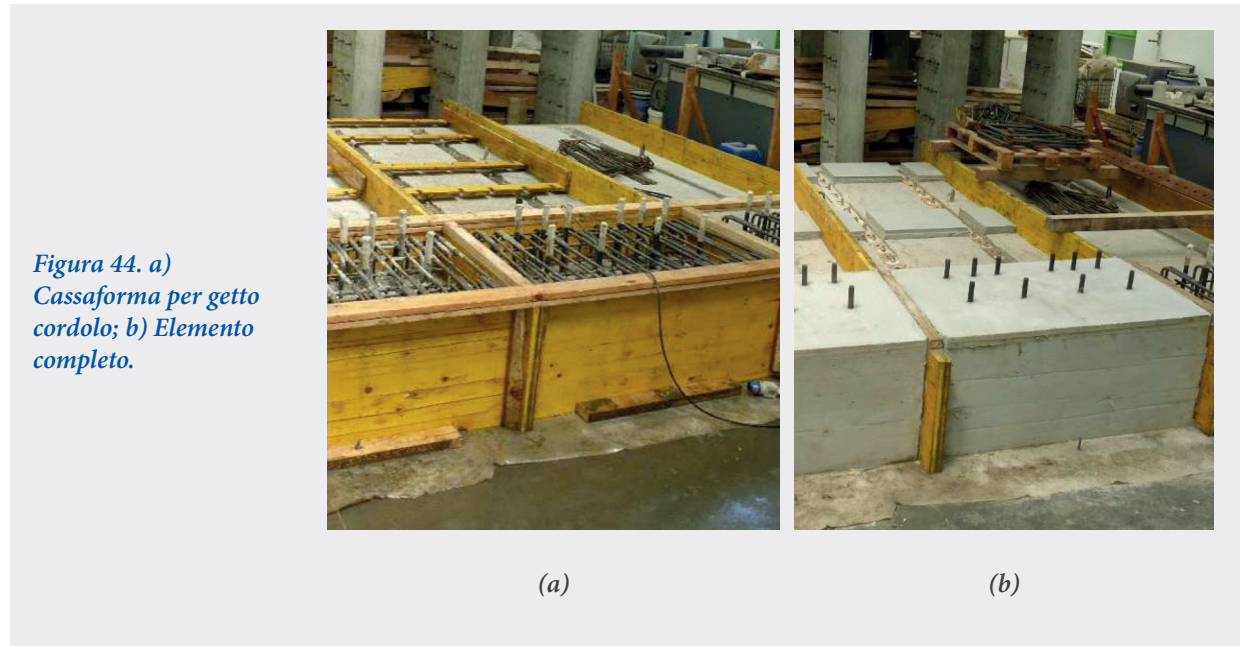 Figura 44. a)
Cassaforma per getto
cordolo; b) Elemento
completo.
(a)
(b)